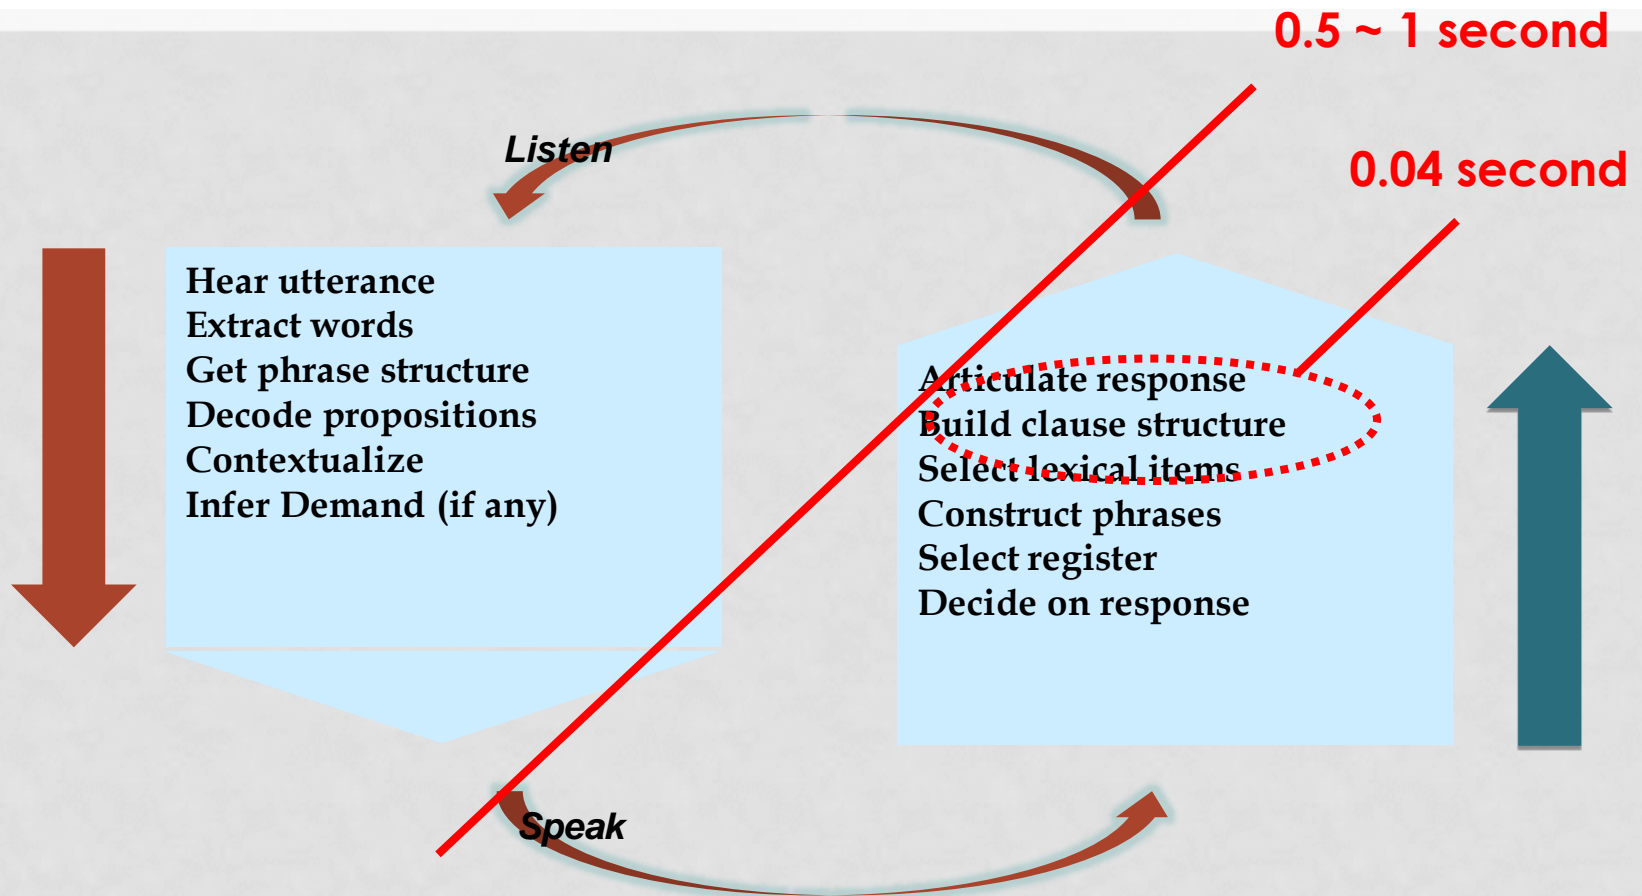 0.5 ~ 1 second
Listen
0.04 second
Hear utterance
Extract words
Get phrase structure
Decode propositions
Contextualize
Infer Demand (if any)
Articulate response
Build clause structure
Select lexical items
Construct phrases
Select register
Decide on response
Speak